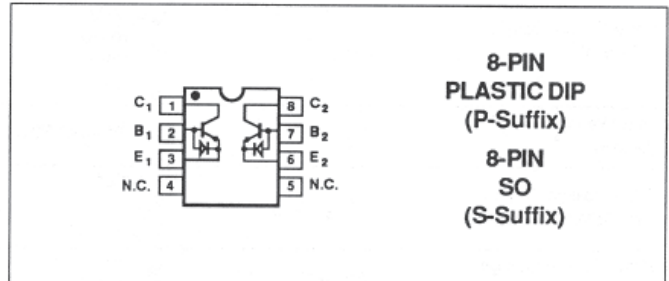 C1 1 8 C2
B1 2 7 B2
E1 3 6 E2
N.C. 4 5 N.C.
8-PIN
PLASTIC DIP
(P-Suffix)
8-PIN
SO
(S-Suffix)